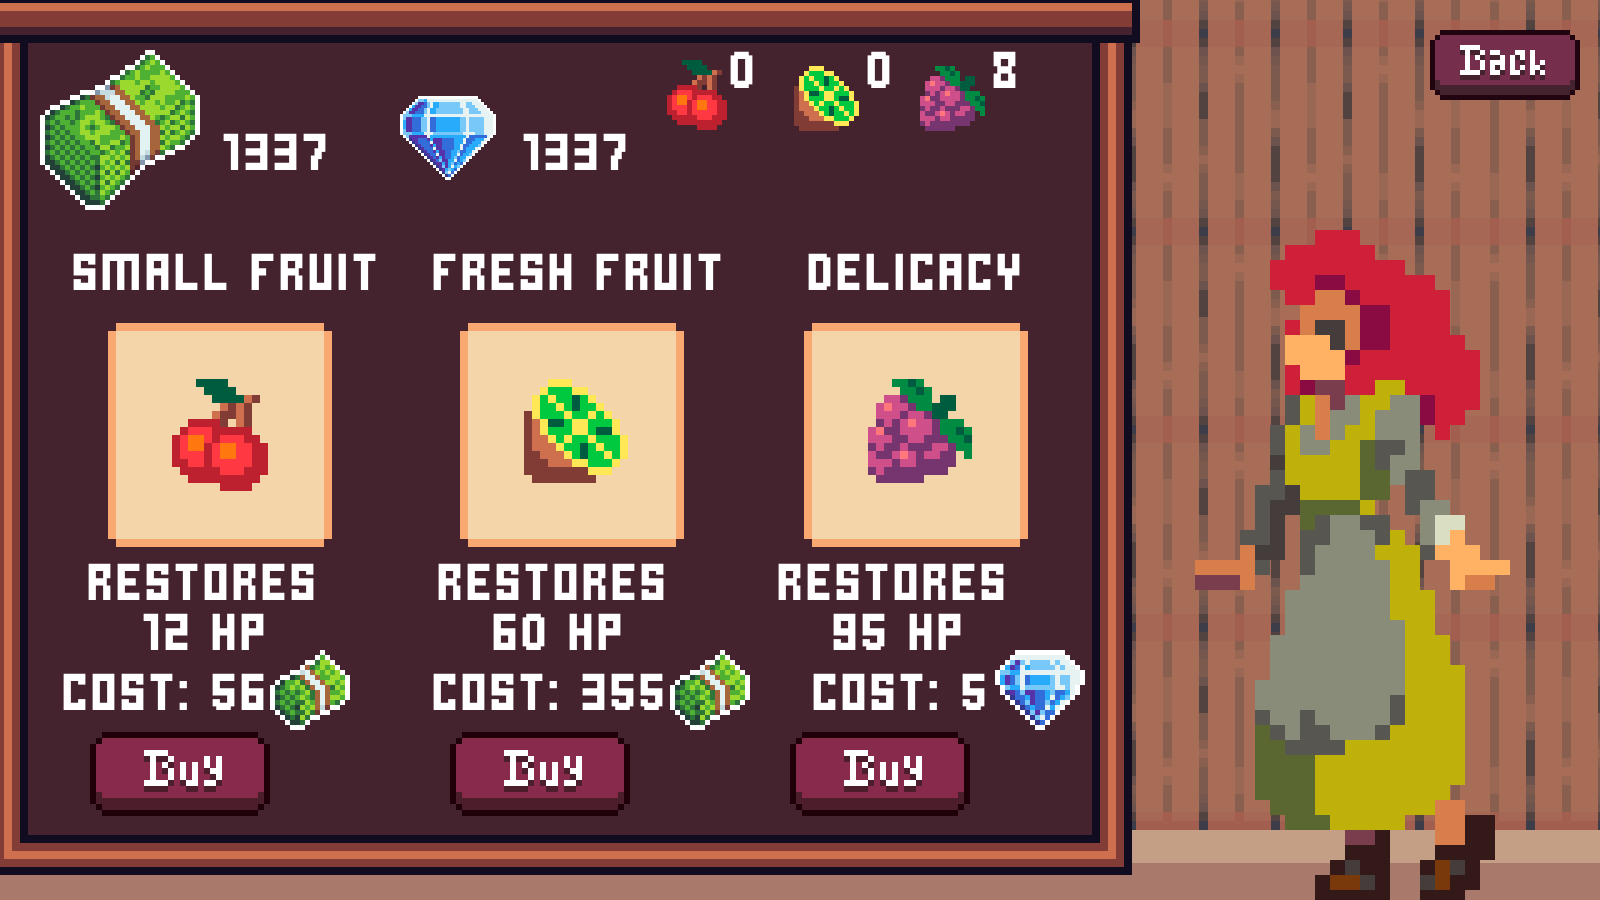 0 0 8
Back
1337 1337
SMALL FRUIT FRESH FRUIT DELICACY
RESTORES RESTORES RESTORES
12 HP 60 HP 95 HP
COST: 56 COST: 355 COST: 5
Buy Buy Buy